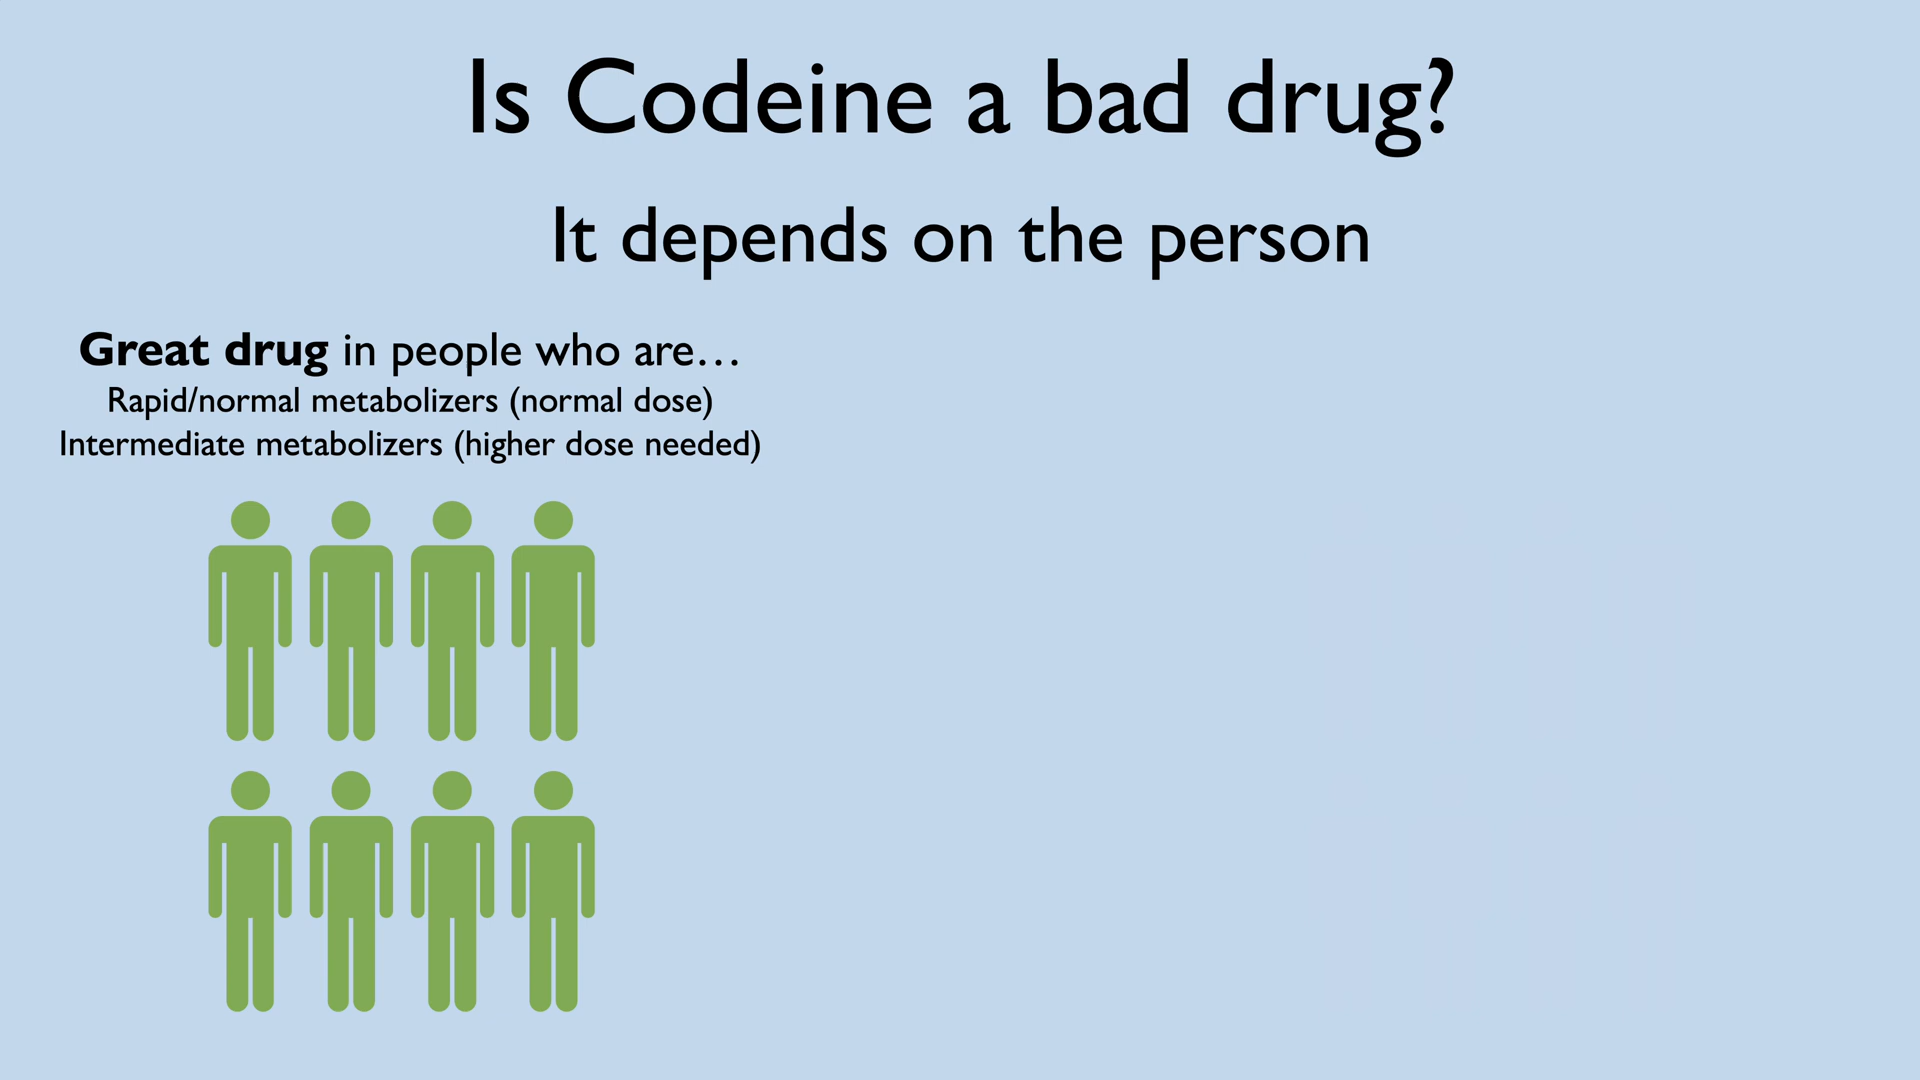 Is Codeine a bad drug?
It depends on the person
Great drug in people who are…
Rapid/normal metabolizers (normal dose)
Intermediate metabolizers (higher dose needed)